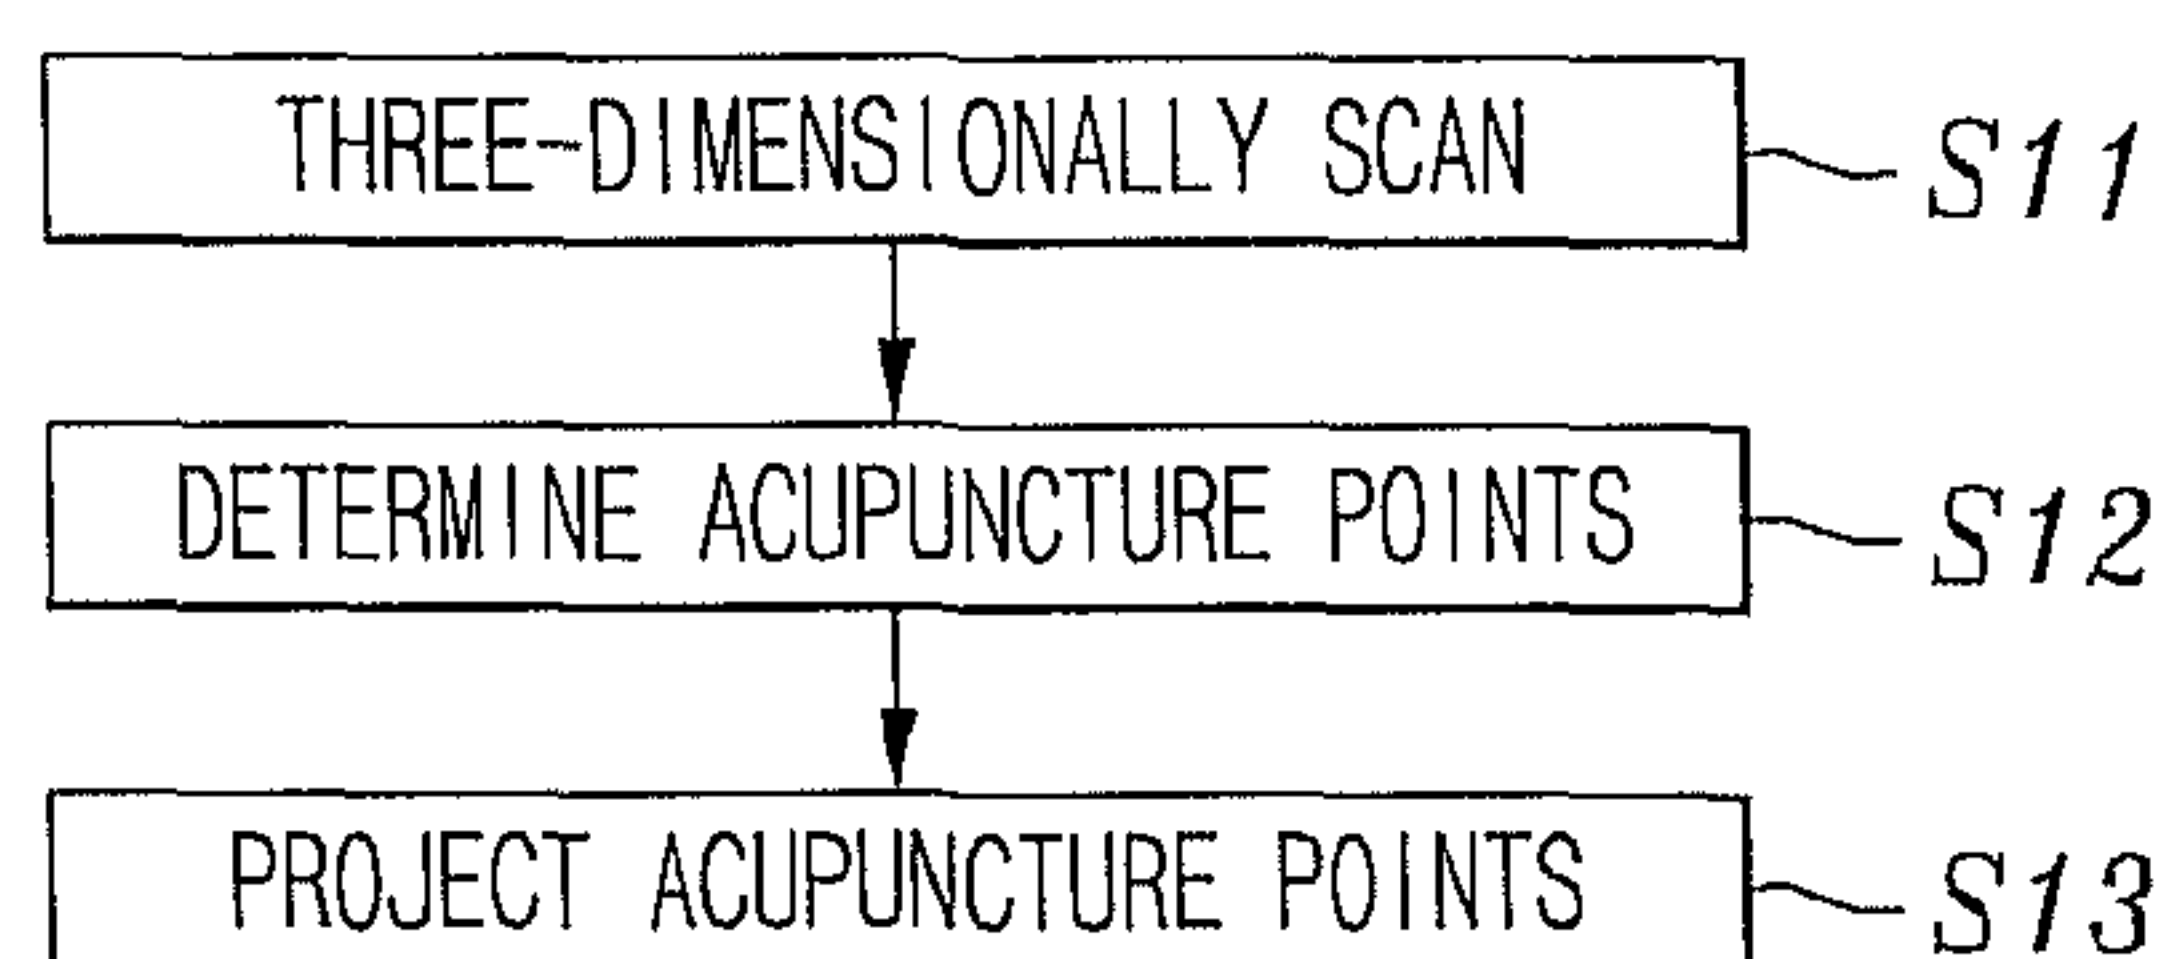 THREE-DIMENSIONALLY SCAN S11
DETERMINE ACUPUNCTURE POINTS S12
PROJECT ACUPUNCTURE POINTS S13